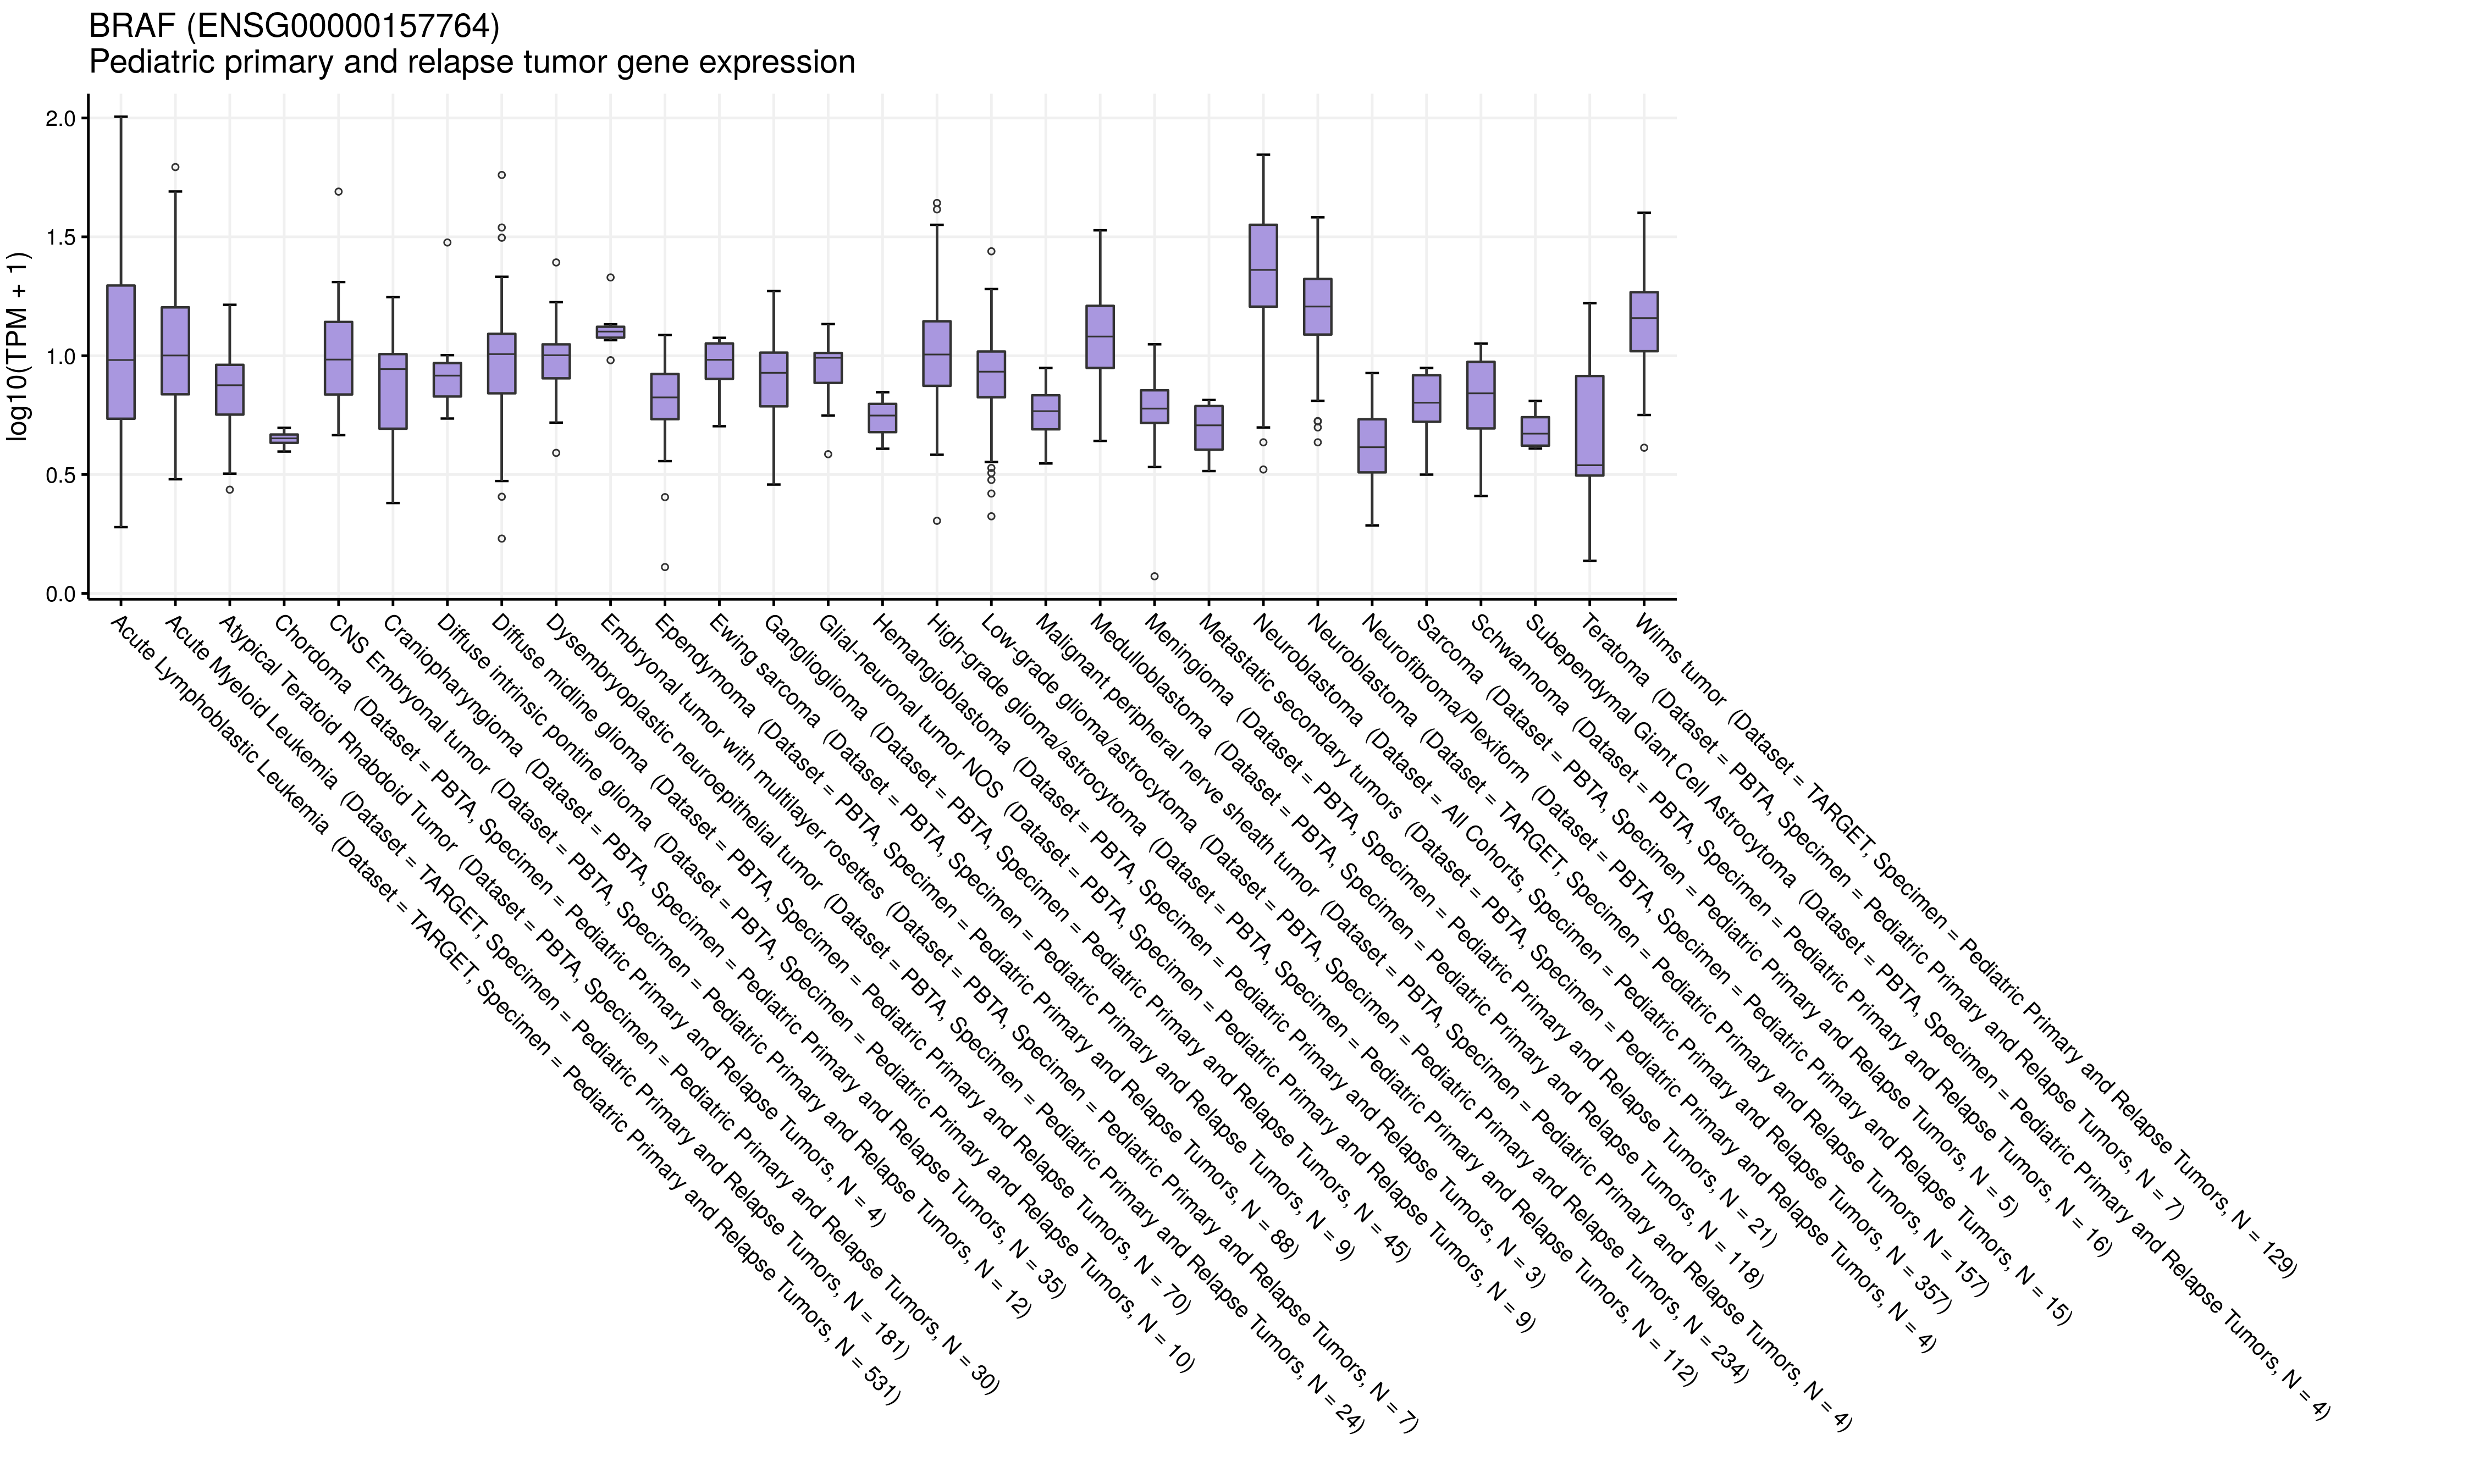 BRAF (ENSG00000157764)
Pediatric primary and relapse tumor gene expression
log10(TPM + 1)
2.0
1.5
1.0
0.5
0.0
Acute Lymphoblastic Leukemia (Dataset = TARGET, Specimen = Pediatric Primary and Relapse Tumors, N = 531)
Acute Myeloid Leukemia (Dataset = TARGET, Specimen = Pediatric Primary and Relapse Tumors, N = 181)
Atypical Teratoid Rhabdoid Tumor (Dataset = PBTA, Specimen = Pediatric Primary and Relapse Tumors, N = 30)
Chordoma (Dataset = PBTA, Specimen = Pediatric Primary and Relapse Tumors, N = 4)
CNS Embryonal tumor (Dataset = PBTA, Specimen = Pediatric Primary and Relapse Tumors, N = 12)
Craniopharyngioma (Dataset = PBTA, Specimen = Pediatric Primary and Relapse Tumors, N = 35)
Diffuse intrinsic pontine glioma (Dataset = PBTA, Specimen = Pediatric Primary and Relapse Tumors, N = 10)
Diffuse midline glioma (Dataset = PBTA, Specimen = Pediatric Primary and Relapse Tumors, N = 70)
Dysembryoplastic neuroepithelial tumor (Dataset = PBTA, Specimen = Pediatric Primary and Relapse Tumors, N = 24)
Embryonal tumor with multilayer rosettes (Dataset = PBTA, Specimen = Pediatric Primary and Relapse Tumors, N = 7)
Ependymoma (Dataset = PBTA, Specimen = Pediatric Primary and Relapse Tumors, N = 88)
Ewing sarcoma (Dataset = PBTA, Specimen = Pediatric Primary and Relapse Tumors, N = 9)
Ganglioglioma (Dataset = PBTA, Specimen = Pediatric Primary and Relapse Tumors, N = 45)
Glial-neuronal tumor NOS (Dataset = PBTA, Specimen = Pediatric Primary and Relapse Tumors, N = 9)
Hemangioblastoma (Dataset = PBTA, Specimen = Pediatric Primary and Relapse Tumors, N = 3)
High-grade glioma/astrocytoma (Dataset = PBTA, Specimen = Pediatric Primary and Relapse Tumors, N = 112)
Low-grade glioma/astrocytoma (Dataset = PBTA, Specimen = Pediatric Primary and Relapse Tumors, N = 234)
Malignant peripheral nerve sheath tumor (Dataset = PBTA, Specimen = Pediatric Primary and Relapse Tumors, N = 4)
Medulloblastoma (Dataset = PBTA, Specimen = Pediatric Primary and Relapse Tumors, N = 118)
Meningioma (Dataset = PBTA, Specimen = Pediatric Primary and Relapse Tumors, N = 21)
Metastatic secondary tumors (Dataset = PBTA, Specimen = Pediatric Primary and Relapse Tumors, N = 4)
Neuroblastoma (Dataset = All Cohorts, Specimen = Pediatric Primary and Relapse Tumors, N = 357)
Neuroblastoma (Dataset = TARGET, Specimen = Pediatric Primary and Relapse Tumors, N = 157)
Neurofibroma/Plexiform (Dataset = PBTA, Specimen = Pediatric Primary and Relapse Tumors, N = 15)
Sarcoma (Dataset = PBTA, Specimen = Pediatric Primary and Relapse Tumors, N = 5)
Schwannoma (Dataset = PBTA, Specimen = Pediatric Primary and Relapse Tumors, N = 16)
Subependymal Giant Cell Astrocytoma (Dataset = PBTA, Specimen = Pediatric Primary and Relapse Tumors, N = 4)
Teratoma (Dataset = PBTA, Specimen = Pediatric Primary and Relapse Tumors, N = 7)
Wilms tumor (Dataset = TARGET, Specimen = Pediatric Primary and Relapse Tumors, N = 129)